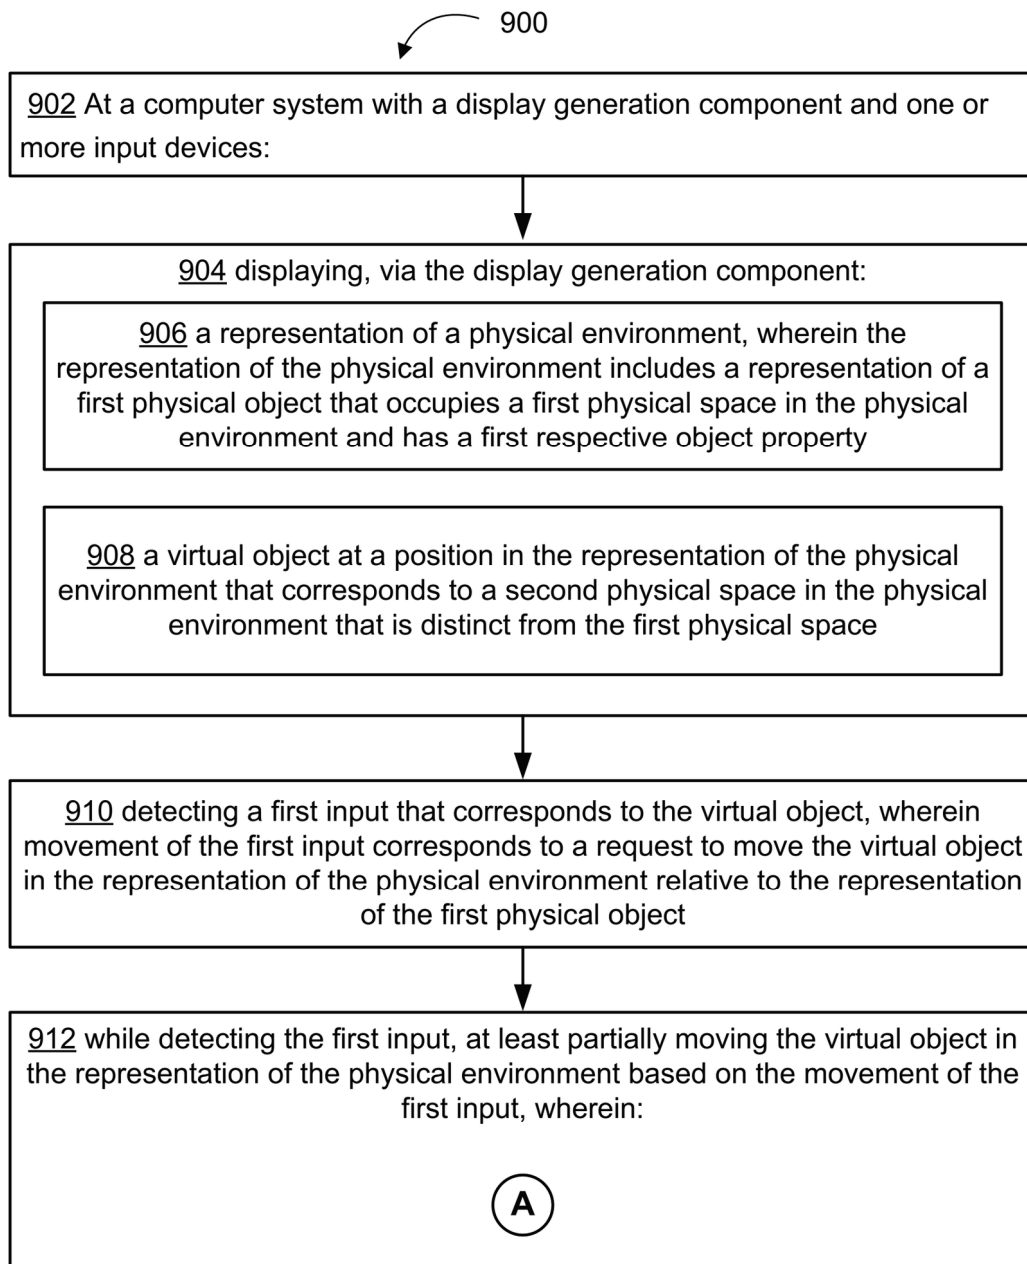 900
902 At a computer system with a display generation component and one or
more input devices:
904 displaying, via the display generation component:
906 a representation of a physical environment, wherein the
representation of the physical environment includes a representation of a
first physical object that occupies a first physical space in the physical
environment and has a first respective object property
908 a virtual object at a position in the representation of the physical
environment that corresponds to a second physical space in the physical
environment that is distinct from the first physical space
910 detecting a first input that corresponds to the virtual object, wherein
movement of the first input corresponds to a request to move the virtual object
in the representation of the physical environment relative to the representation
of the first physical object
912 while detecting the first input, at least partially moving the virtual object in
the representation of the physical environment based on the movement of the
first input, wherein:
A